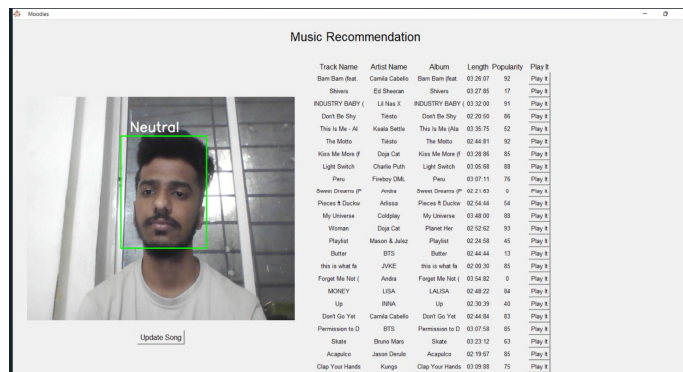 Moodies
Music Recommendation
Track Name Artist Name Album Length Popularity Play It
Bam Bam (feat. Camila Cabello Bam Bam (feat. 03:26:07 92 Play It
Shivers Ed Sheeran Shivers 03:27:85 17 Play It
INDUSTRY BABY ( Lil Nas X INDUSTRY BABY ( 03:32:00 91 Play It
Don't Be Shy Tiësto Don't Be Shy 02:20:50 86 Play It
This Is Me - Al Keala Settle This Is Me (Ala 03:35:75 52 Play It
The Motto Tiësto The Motto 02:44:81 92 Play It
Kiss Me More (f Doja Cat Kiss Me More (f 03:28:86 85 Play It
Light Switch Charlie Puth Light Switch 03:05:68 88 Play It
Peru Fireboy DML Peru 03:07:11 76 Play It
Sweet Dreams (P Andra Sweet Dreams (P 02:21:63 0 Play It
Pieces ft Duckw Arlissa Pieces ft Duckw 02:54:44 54 Play It
My Universe Coldplay My Universe 03:48:00 88 Play It
Woman Doja Cat Planet Her 02:52:62 93 Play It
Playlist Mason & Julez Playlist 02:24:58 45 Play It
Butter BTS Butter 02:44:44 13 Play It
this is what fa JVKE this is what fa 02:00:30 85 Play It
Forget Me Not ( Andra Forget Me Not ( 03:54:82 0 Play It
MONEY LISA LALISA 02:48:22 84 Play It
Up INNA Up 02:30:39 40 Play It
Don't Go Yet Camila Cabello Don't Go Yet 02:44:84 83 Play It
Permission to D BTS Permission to D 03:07:58 85 Play It
Skate Bruno Mars Skate 03:23:12 63 Play It
Acapulco Jason Derulo Acapulco 02:19:67 85 Play It
Clap Your Hands Kungs Clap Your Hands 03:09:88 75 Play It
Neutral
Update Song